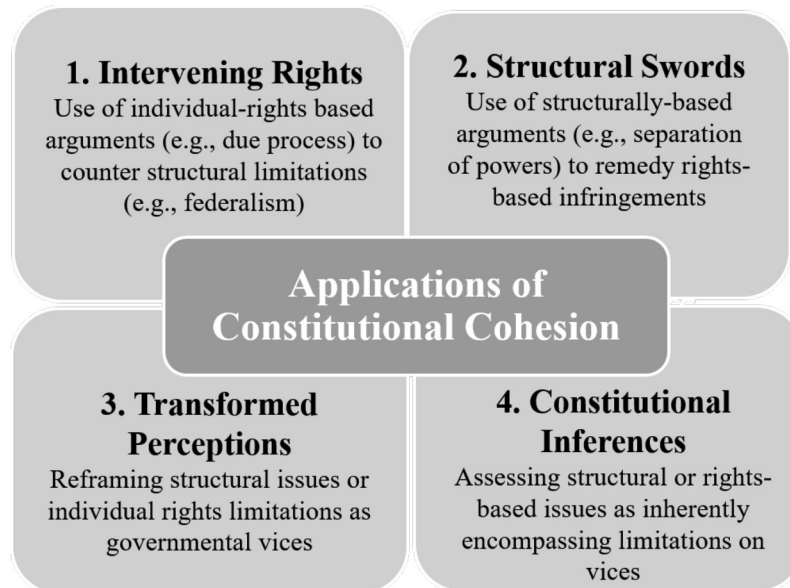 1. Intervening Rights
Use of individual-rights based
arguments (e.g., due process) to
counter structural limitations
(e.g., federalism)
2. Structural Swords
Use of structurally-based
arguments (e.g., separation
of powers) to remedy rights-
based infringements
Applications of
Constitutional Cohesion
3. Transformed
Perceptions
Reframing structural issues or
individual rights limitations as
governmental vices
4. Constitutional
Inferences
Assessing structural or rights-
based issues as inherently
encompassing limitations on
vices